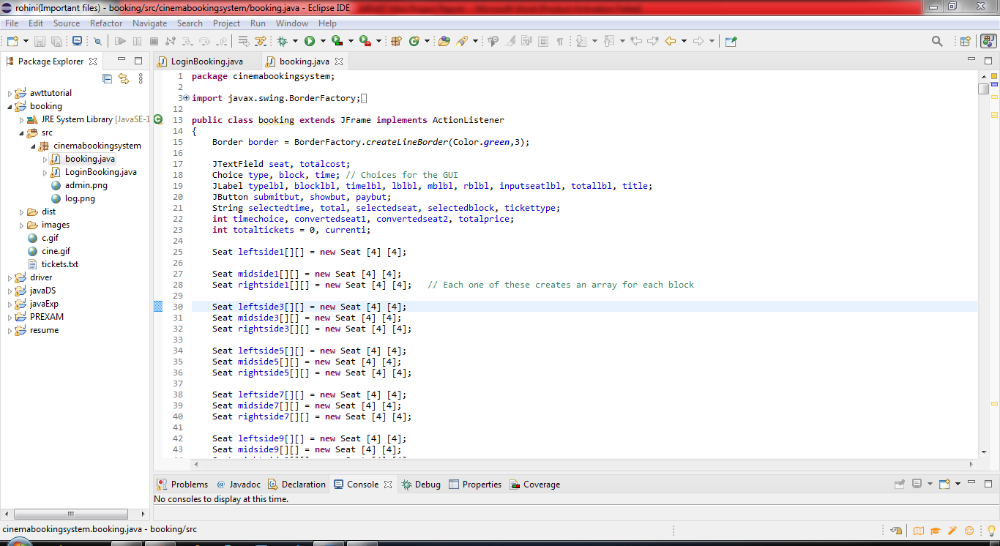 rohini(Important files) - booking/src/cinemabookingsystem/booking.java - Eclipse IDE
File Edit Source Refactor Navigate Search Project Run Window Help
Package Explorer
LoginBooking.java booking.java
awttutorial
booking
JRE System Library [JavaSE-1
src
cinemabookingsystem
booking.java
LoginBooking.java
admin.png
log.png
dist
images
c.gif
cine.gif
tickets.txt
driver
javaDS
javaExp
PREXAM
resume
1 package cinemabookingsystem;
2
3 import javax.swing.BorderFactory;
12
13 public class booking extends JFrame implements ActionListener
14 {
15 Border border = BorderFactory.createLineBorder(Color.green,3);
16
17 JTextField seat, totalcost;
18 Choice type, block, time; // Choices for the GUI
19 JLabel typelbl, blocklbl, timelbl, lblbl, mblbl, rblbl, inputseatlbl, totallbl, title;
20 JButton submitbut, showbut, paybut;
21 String selectedtime, total, selectedseat, selectedblock, tickettype;
22 int timechoice, convertedseat1, convertedseat2, totalprice;
23 int totaltickets = 0, currenti;
24
25 Seat leftside1[][] = new Seat [4] [4];
26
27 Seat midside1[][] = new Seat [4] [4];
28 Seat rightside1[][] = new Seat [4] [4]; // Each one of these creates an array for each block
29
30 Seat leftside3[][] = new Seat [4] [4];
31 Seat midside3[][] = new Seat [4] [4];
32 Seat rightside3[][] = new Seat [4] [4];
33
34 Seat leftside5[][] = new Seat [4] [4];
35 Seat midside5[][] = new Seat [4] [4];
36 Seat rightside5[][] = new Seat [4] [4];
37
38 Seat leftside7[][] = new Seat [4] [4];
39 Seat midside7[][] = new Seat [4] [4];
40 Seat rightside7[][] = new Seat [4] [4];
41
42 Seat leftside9[][] = new Seat [4] [4];
43 Seat midside9[][] = new Seat [4] [4];
Problems @ Javadoc Declaration Console Debug Properties Coverage
No consoles to display at this time.
cinemabookingsystem.booking.java - booking/src